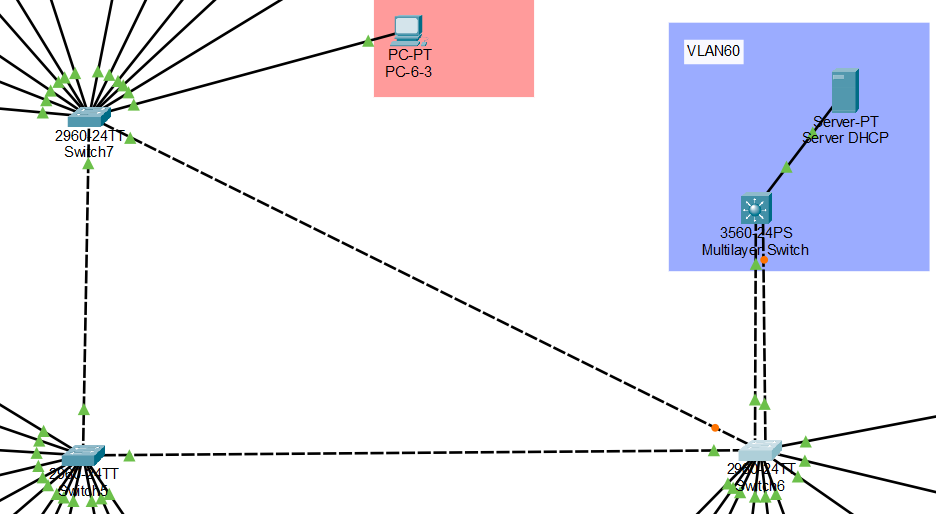 PC-PT
PC-6-3
VLAN60
Server-PT
Server DHCP
2960-24TT
Switch7
3560-24PS
Multilayer Switch
2960-24TT
Switch5
2960-24TT
Switch6